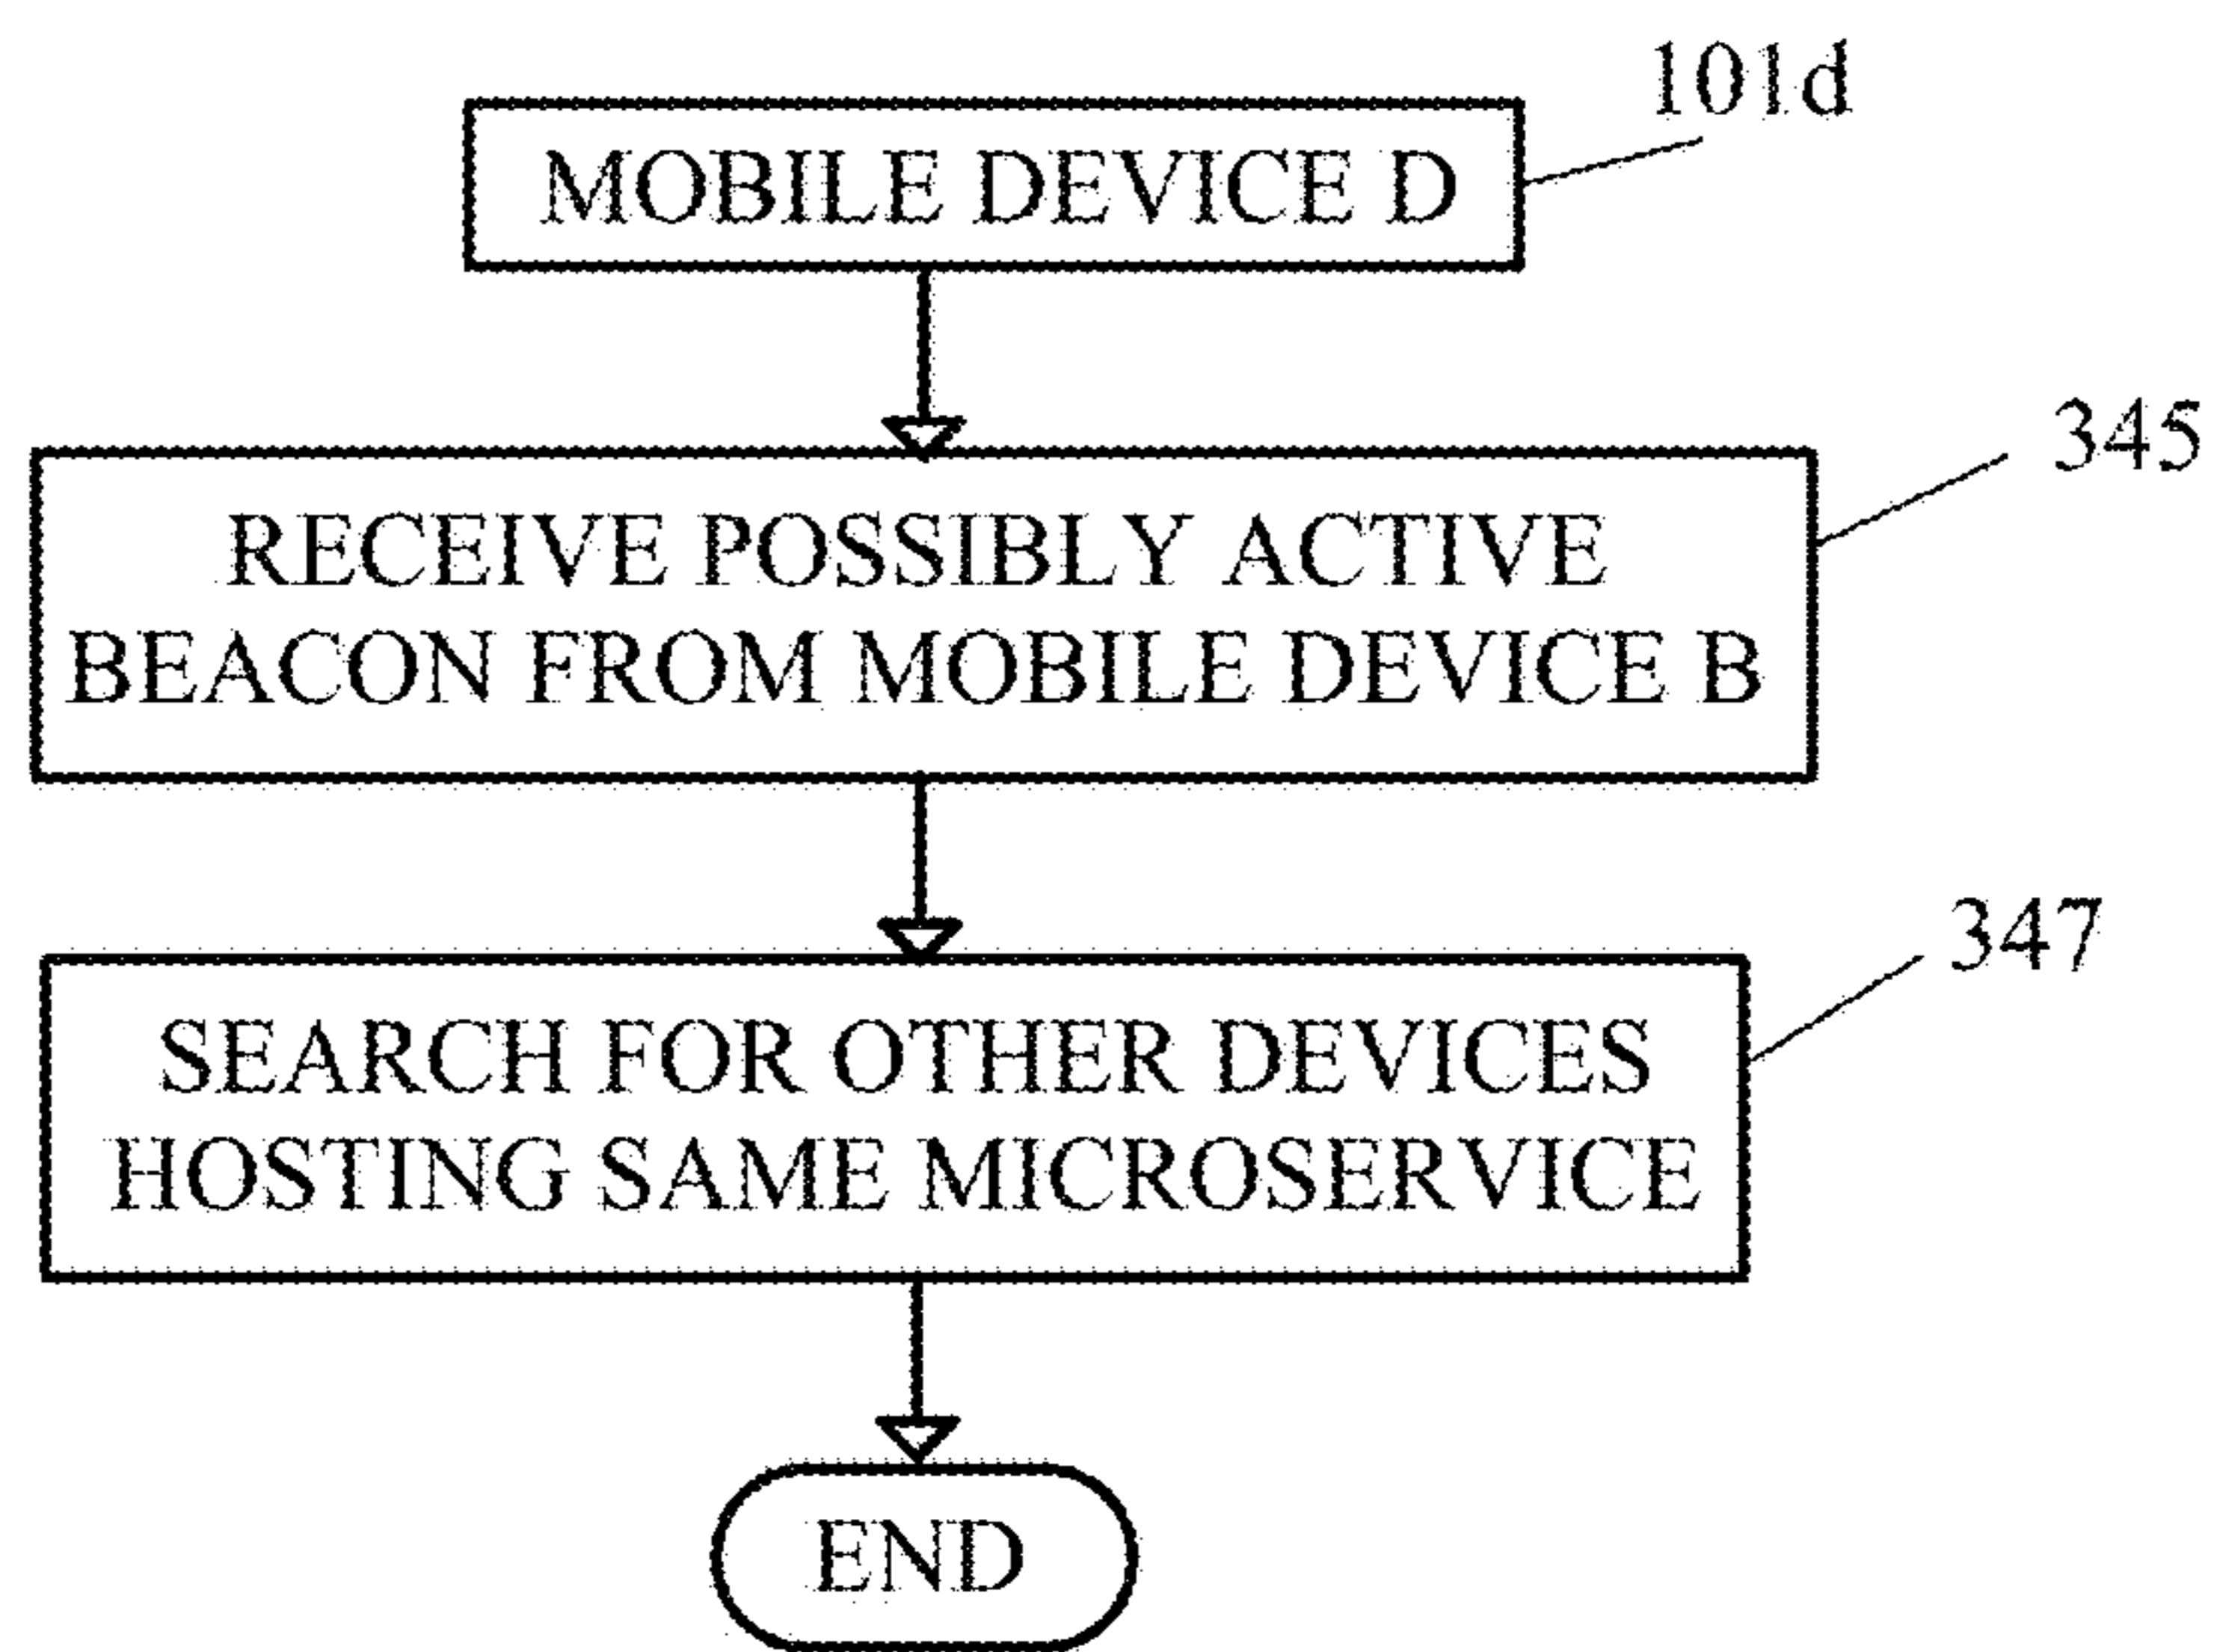 101d
MOBILE DEVICE D
345
RECEIVE POSSIBLY ACTIVE
BEACON FROM MOBILE DEVICE B
347
SEARCH FOR OTHER DEVICES
HOSTING SAME MICROSERVICE
END